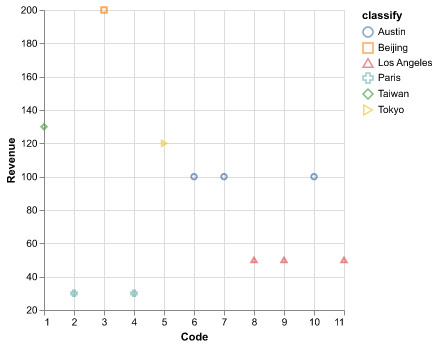 200
180
160
140
120
100
80
60
40
20
Revenue
1 2 3 4 5 6 7 8 9 10 11
Code
classify
Austin
Beijing
Los Angeles
Paris
Taiwan
Tokyo